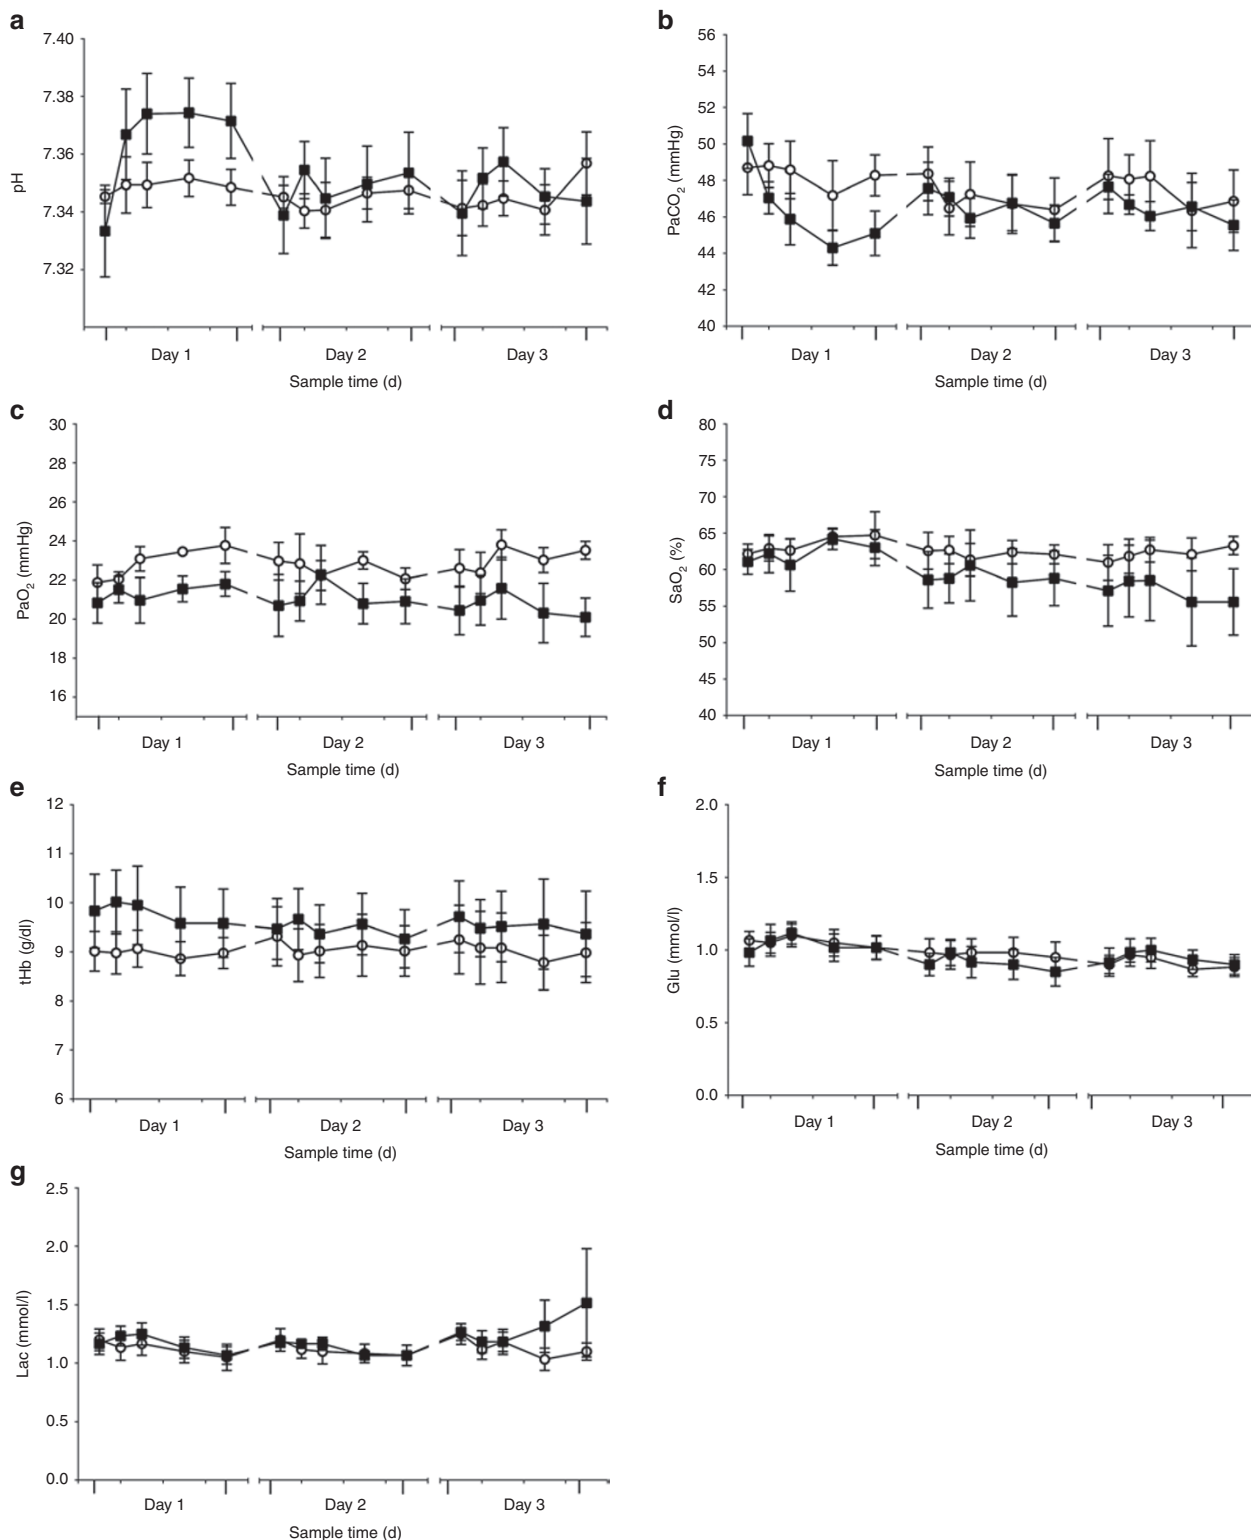 a
7.40
7.38
7.36
7.34
7.32
pH
Day 1
Day 2
Day 3
Sample time (d)
b
56
54
52
50
48
46
44
42
40
PaCO2 (mmHg)
Day 1
Day 2
Day 3
Sample time (d)
c
30
28
26
24
22
20
18
16
PaO2 (mmHg)
Day 1
Day 2
Day 3
Sample time (d)
d
80
75
70
65
60
55
50
45
40
SaO2 (%)
Day 1
Day 2
Day 3
Sample time (d)
e
12
11
10
9
8
7
6
tHb (g/dl)
Day 1
Day 2
Day 3
Sample time (d)
f
2.0
1.5
1.0
0.5
0.0
Glu (mmol/l)
Day 1
Day 2
Day 3
Sample time (d)
g
2.5
2.0
1.5
1.0
0.5
0.0
Lac (mmol/l)
Day 1
Day 2
Day 3
Sample time (d)